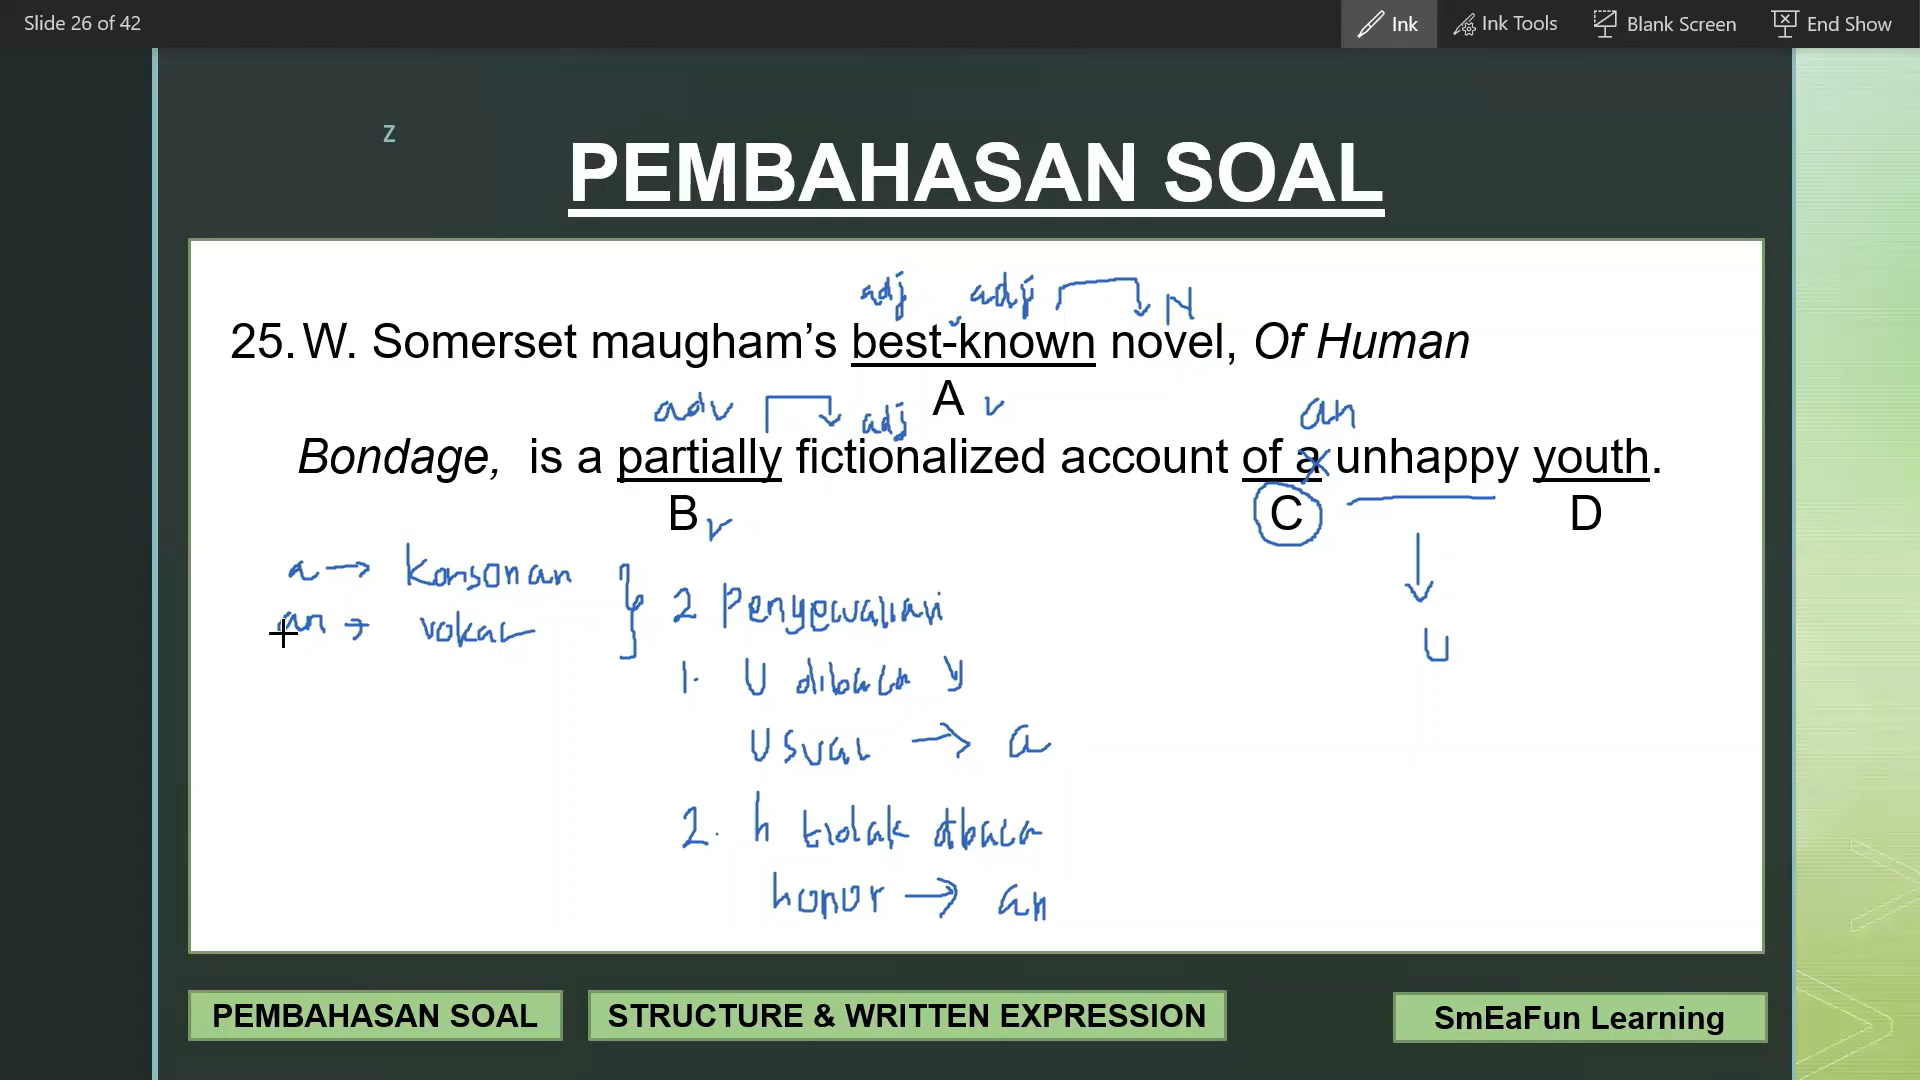 Slide 26 of 42
Ink
Ink Tools
Blank Screen
End Show
z
PEMBAHASAN SOAL
adj adj N
25. W. Somerset maugham’s best-known novel, Of Human
A v
adv adj an
Bondage, is a partially fictionalized account of a unhappy youth.
B v C D
a → konsonan
an → vokal
2 Pengecualian
1. U dibaca y
Usual → a
2. h tidak dbaca
honor → an
U
PEMBAHASAN SOAL
STRUCTURE & WRITTEN EXPRESSION
SmEaFun Learning